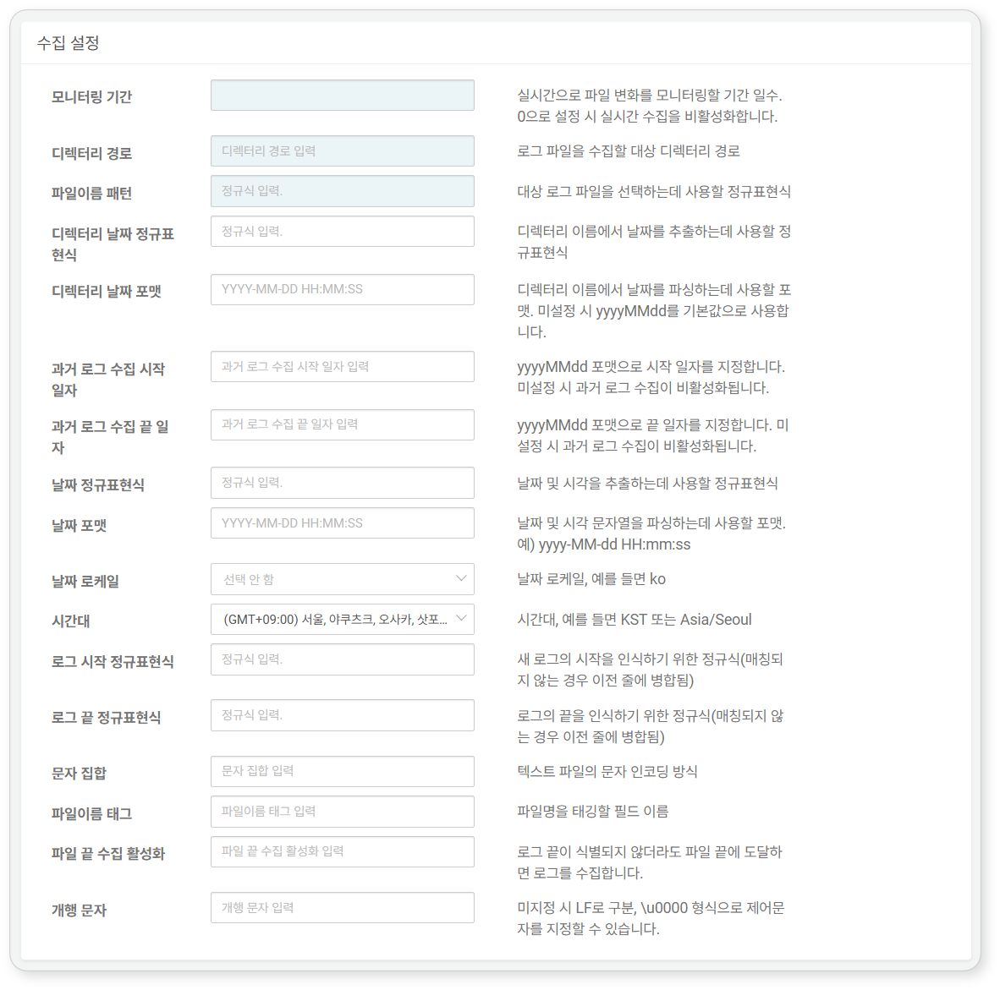 수집 설정
모니터링 기간
실시간으로 파일 변화를 모니터링할 기간 일수.
0으로 설정 시 실시간 수집을 비활성화합니다.
디렉터리 경로
디렉터리 경로 입력
로그 파일을 수집할 대상 디렉터리 경로
파일이름 패턴
정규식 입력.
대상 로그 파일을 선택하는데 사용할 정규표현식
디렉터리 날짜 정규표
현식
정규식 입력.
디렉터리 이름에서 날짜를 추출하는데 사용할 정
규표현식
디렉터리 날짜 포맷
YYYY-MM-DD HH:MM:SS
디렉터리 이름에서 날짜를 파싱하는데 사용할 포
맷. 미설정 시 yyyyMMdd를 기본값으로 사용합
니다.
과거 로그 수집 시작
일자
과거 로그 수집 시작 일자 입력
yyyyMMdd 포맷으로 시작 일자를 지정합니다.
미설정 시 과거 로그 수집이 비활성화됩니다.
과거 로그 수집 끝 일
자
과거 로그 수집 끝 일자 입력
yyyyMMdd 포맷으로 끝 일자를 지정합니다. 미
설정 시 과거 로그 수집이 비활성화됩니다.
날짜 정규표현식
정규식 입력.
날짜 및 시각을 추출하는데 사용할 정규표현식
날짜 포맷
YYYY-MM-DD HH:MM:SS
날짜 및 시각 문자열을 파싱하는데 사용할 포맷.
예) yyyy-MM-dd HH:mm:ss
날짜 로케일
선택 안 함
날짜 로케일, 예를 들면 ko
시간대
(GMT+09:00) 서울, 야쿠츠크, 오사카, 삿포...
시간대, 예를 들면 KST 또는 Asia/Seoul
로그 시작 정규표현식
정규식 입력.
새 로그의 시작을 인식하기 위한 정규식(매칭되
지 않는 경우 이전 줄에 병합됨)
로그 끝 정규표현식
정규식 입력.
로그의 끝을 인식하기 위한 정규식(매칭되지 않
는 경우 이전 줄에 병합됨)
문자 집합
문자 집합 입력
텍스트 파일의 문자 인코딩 방식
파일이름 태그
파일이름 태그 입력
파일명을 태깅할 필드 이름
파일 끝 수집 활성화
파일 끝 수집 활성화 입력
로그 끝이 식별되지 않더라도 파일 끝에 도달하
면 로그를 수집합니다.
개행 문자
개행 문자 입력
미지정 시 LF로 구분, \u0000 형식으로 제어문
자를 지정할 수 있습니다.